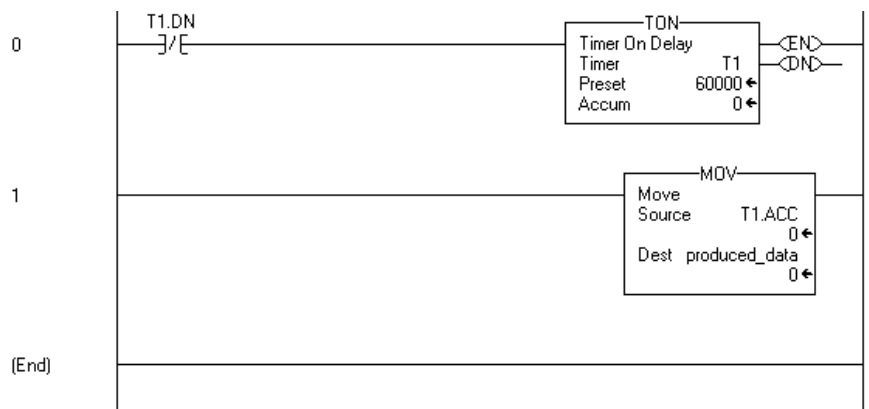 T1.DN
0
TON
Timer On Delay
EN
Timer T1
DN
Preset 60000
Accum 0
1
MOV
Move
Source T1.ACC
0
Dest produced_data
0
(End)